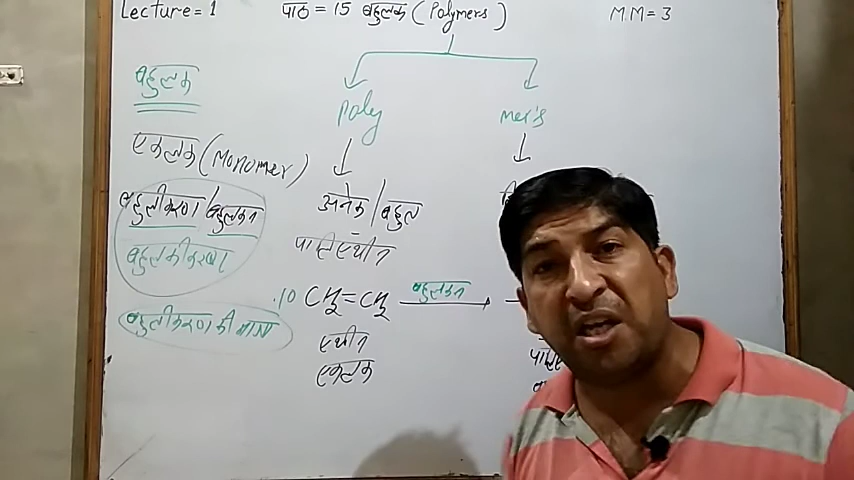 Lecture = 1 पाठ = 15 बहुलक (Polymers) M M = 3
बहुलक
Poly mer's
एकलक (Monomer)
बहुलीकरण / बहुलकन अनेक / बहुल
बहुलकीकरण पालिएथीन
10 CH₂=CH₂ बहुलकन
बहुलीकरण की मात्रा एथीन
एकलक